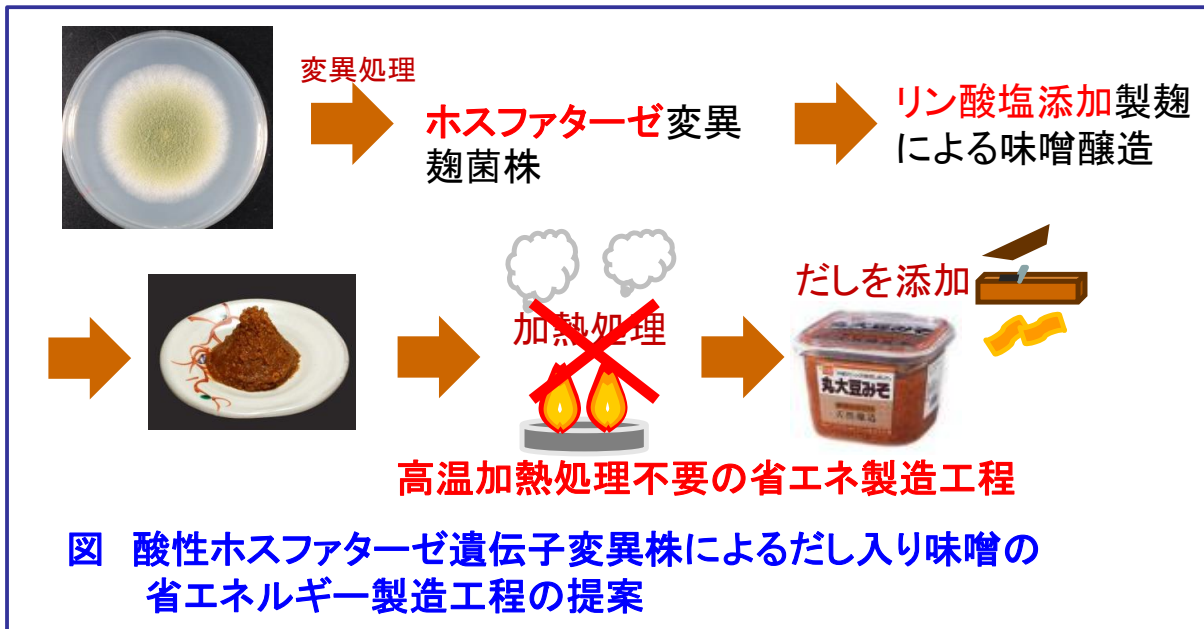 変異処理
ホスファターゼ変異
麹菌株
リン酸塩添加製麹
による味噌醸造
加熱処理
だしを添加
丸大豆みそ
天然醸造
高温加熱処理不要の省エネ製造工程
図 酸性ホスファターゼ遺伝子変異株によるだし入り味噌の
省エネルギー製造工程の提案